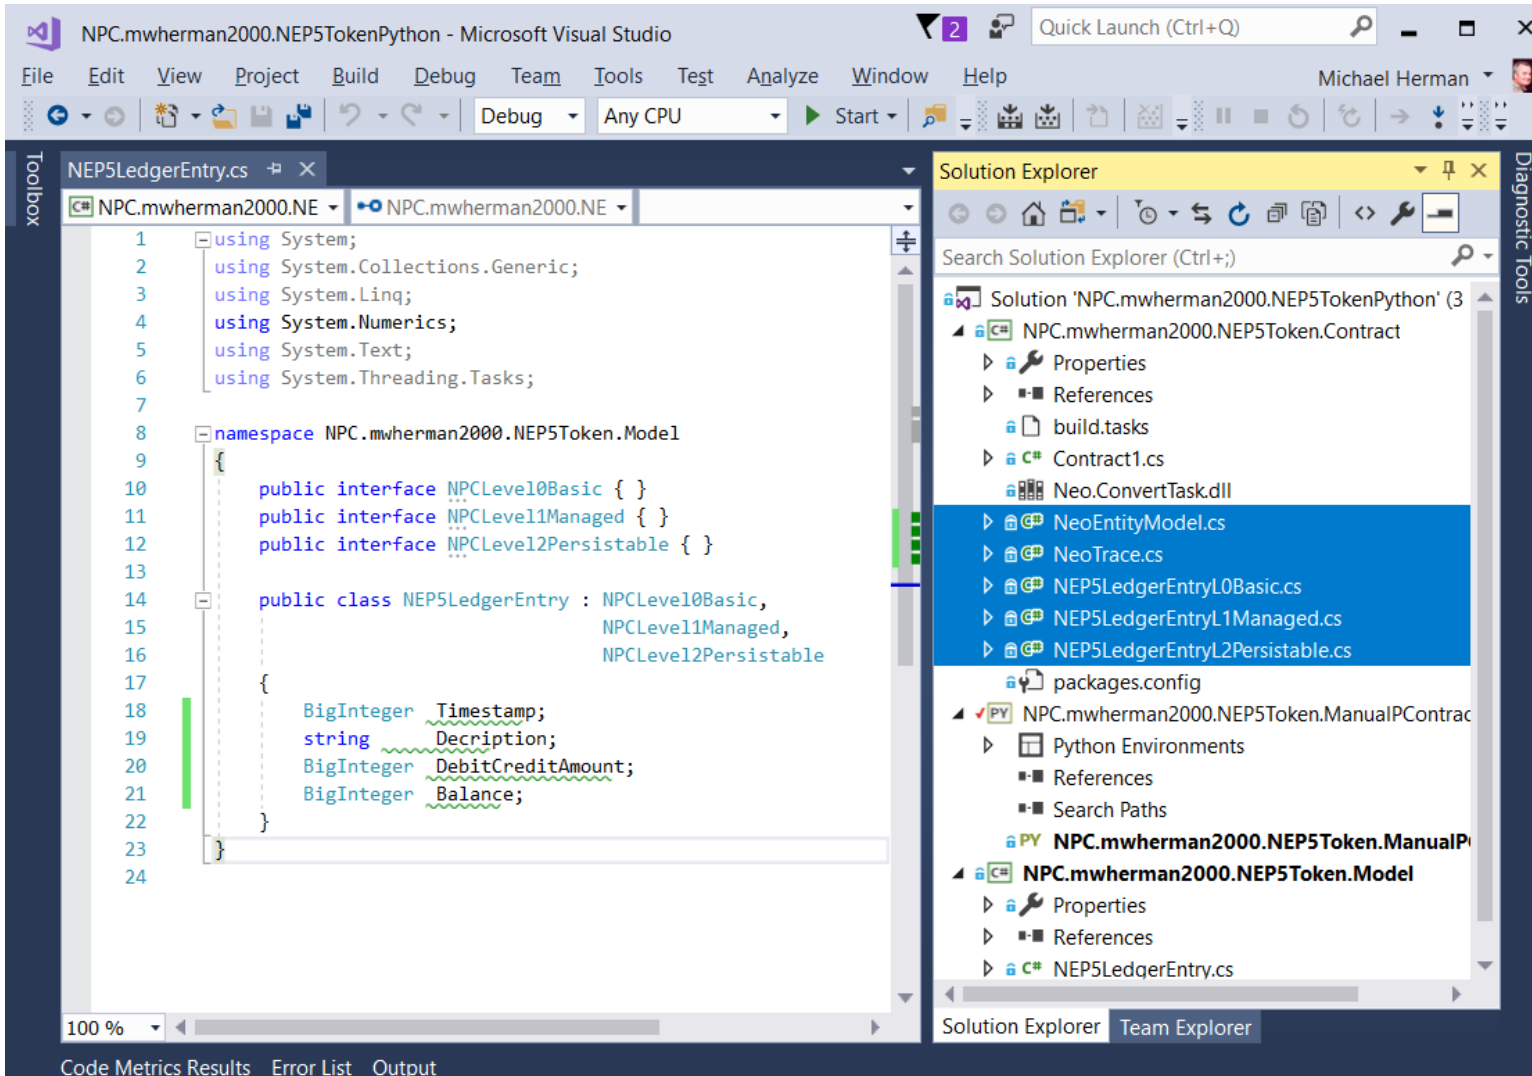 NPC.mwherman2000.NEP5TokenPython - Microsoft Visual Studio
2
Quick Launch (Ctrl+Q)
File Edit View Project Build Debug Team Tools Test Analyze Window Help
Michael Herman
Debug
Any CPU
Start
Toolbox
NEP5LedgerEntry.cs
C# NPC.mwherman2000.NE
NPC.mwherman2000.NE
1 using System;
2 using System.Collections.Generic;
3 using System.Linq;
4 using System.Numerics;
5 using System.Text;
6 using System.Threading.Tasks;
7
8 namespace NPC.mwherman2000.NEP5Token.Model
9 {
10 public interface NPCLevel0Basic { }
11 public interface NPCLevel1Managed { }
12 public interface NPCLevel2Persistable { }
13
14 public class NEP5LedgerEntry : NPCLevel0Basic,
15 NPCLevel1Managed,
16 NPCLevel2Persistable
17 {
18 BigInteger Timestamp;
19 string Decription;
20 BigInteger DebitCreditAmount;
21 BigInteger Balance;
22 }
23 }
24
100 %
Code Metrics Results Error List Output
Solution Explorer
Search Solution Explorer (Ctrl+;)
Solution 'NPC.mwherman2000.NEP5TokenPython' (3
C# NPC.mwherman2000.NEP5Token.Contract
Properties
References
build.tasks
C# Contract1.cs
Neo.ConvertTask.dll
C# NeoEntityModel.cs
C# NeoTrace.cs
C# NEP5LedgerEntryL0Basic.cs
C# NEP5LedgerEntryL1Managed.cs
C# NEP5LedgerEntryL2Persistable.cs
packages.config
PY NPC.mwherman2000.NEP5Token.ManualPContrac
Python Environments
References
Search Paths
PY NPC.mwherman2000.NEP5Token.ManualP
C# NPC.mwherman2000.NEP5Token.Model
Properties
References
C# NEP5LedgerEntry.cs
Solution Explorer Team Explorer
Diagnostic Tools